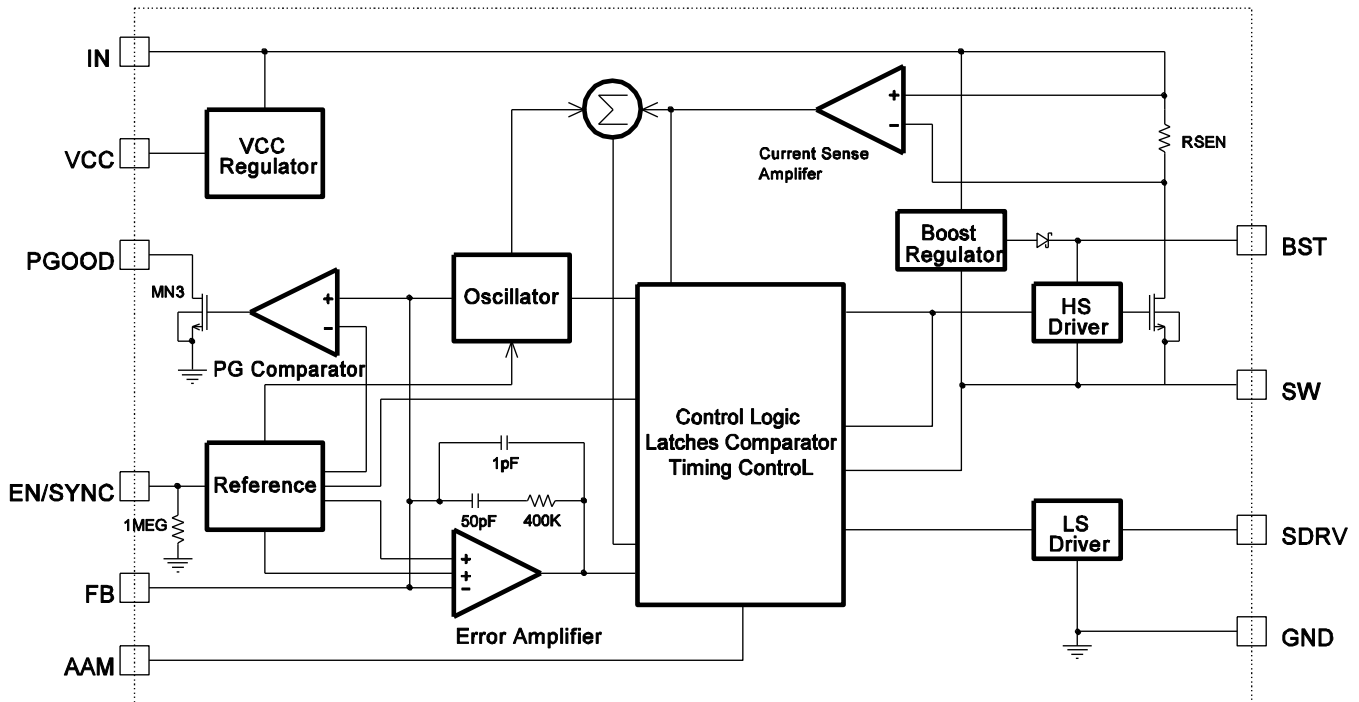 IN
VCC
Regulator
VCC
Σ
+
−
Current Sense
Amplifer
RSEN
PGOOD
MN3
+
−
PG Comparator
Oscillator
Boost
Regulator
BST
HS
Driver
SW
Control Logic
Latches Comparator
Timing ControL
EN/SYNC
1MEG
Reference
1pF
50pF
400K
+
+
−
Error Amplifier
LS
Driver
SDRV
FB
GND
AAM